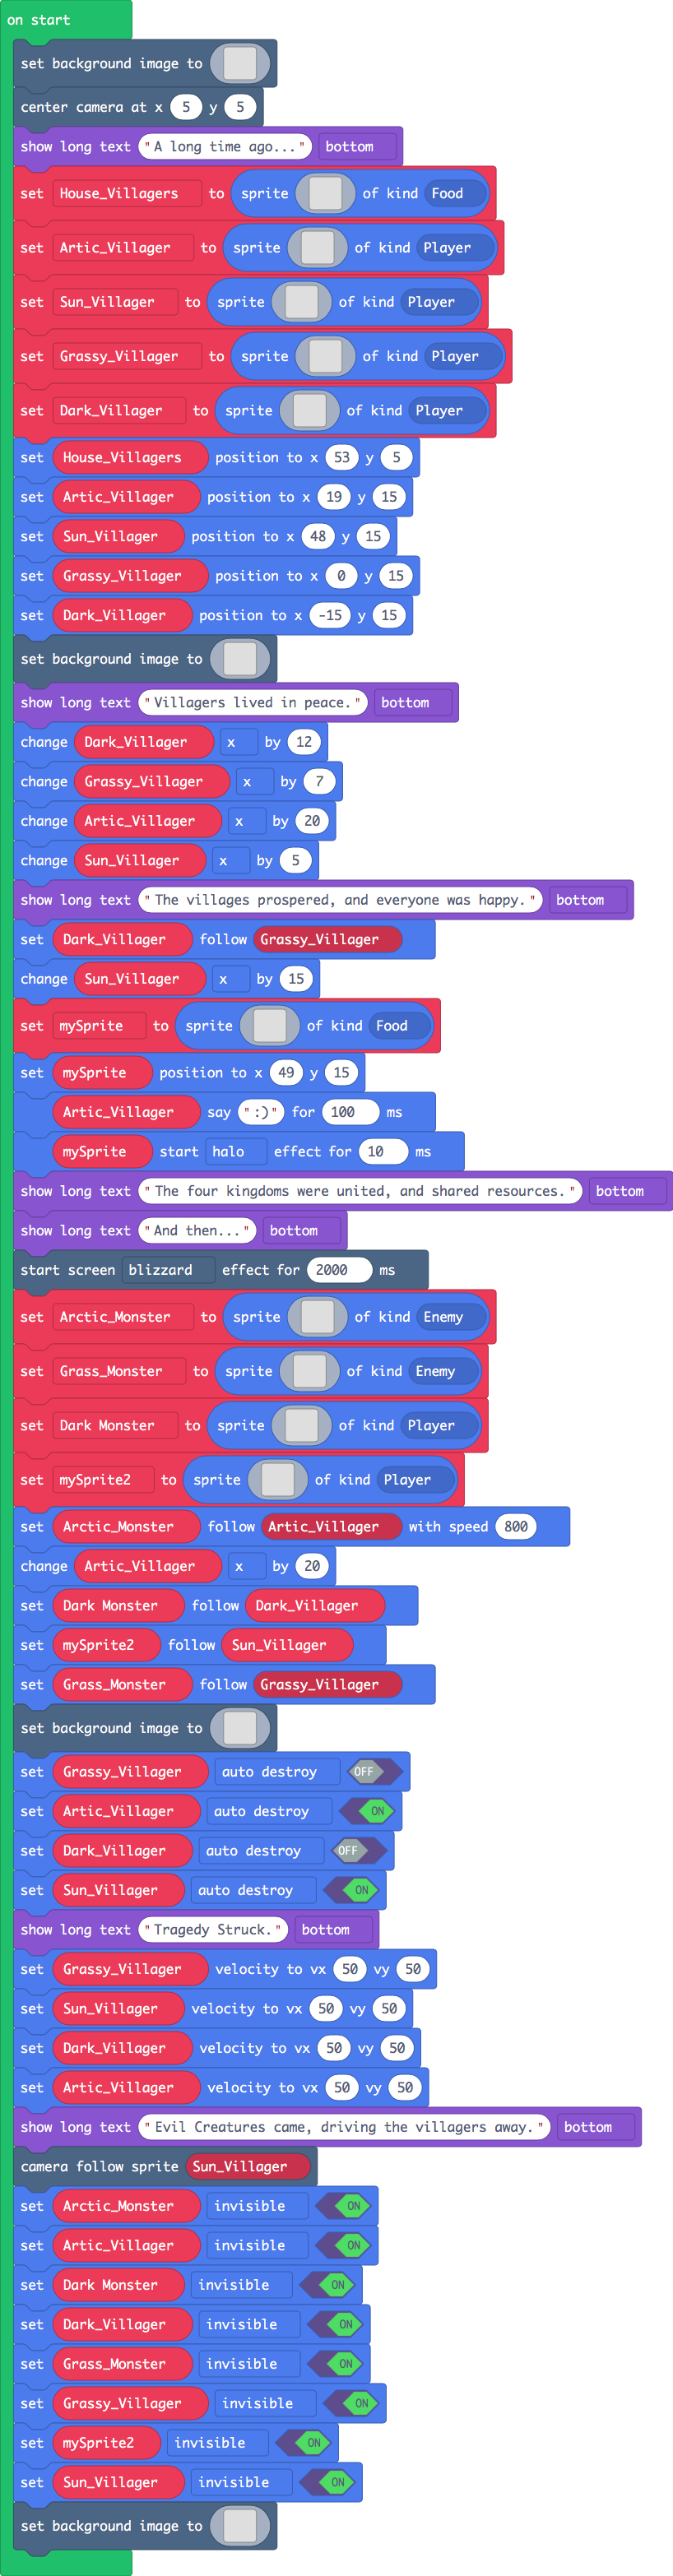 on start
set background image to
center camera at x 5 y 5
show long text "A long time ago..." bottom
set House_Villagers to sprite of kind Food
set Artic_Villager to sprite of kind Player
set Sun_Villager to sprite of kind Player
set Grassy_Villager to sprite of kind Player
set Dark_Villager to sprite of kind Player
set House_Villagers position to x 53 y 5
set Artic_Villager position to x 19 y 15
set Sun_Villager position to x 48 y 15
set Grassy_Villager position to x 0 y 15
set Dark_Villager position to x -15 y 15
set background image to
show long text "Villagers lived in peace." bottom
change Dark_Villager x by 12
change Grassy_Villager x by 7
change Artic_Villager x by 20
change Sun_Villager x by 5
show long text "The villages prospered, and everyone was happy." bottom
set Dark_Villager follow Grassy_Villager
change Sun_Villager x by 15
set mySprite to sprite of kind Food
set mySprite position to x 49 y 15
Artic_Villager say ":)" for 100 ms
mySprite start halo effect for 10 ms
show long text "The four kingdoms were united, and shared resources." bottom
show long text "And then..." bottom
start screen blizzard effect for 2000 ms
set Arctic_Monster to sprite of kind Enemy
set Grass_Monster to sprite of kind Enemy
set Dark Monster to sprite of kind Player
set mySprite2 to sprite of kind Player
set Arctic_Monster follow Artic_Villager with speed 800
change Artic_Villager x by 20
set Dark Monster follow Dark_Villager
set mySprite2 follow Sun_Villager
set Grass_Monster follow Grassy_Villager
set background image to
set Grassy_Villager auto destroy OFF
set Artic_Villager auto destroy ON
set Dark_Villager auto destroy OFF
set Sun_Villager auto destroy ON
show long text "Tragedy Struck." bottom
set Grassy_Villager velocity to vx 50 vy 50
set Sun_Villager velocity to vx 50 vy 50
set Dark_Villager velocity to vx 50 vy 50
set Artic_Villager velocity to vx 50 vy 50
show long text "Evil Creatures came, driving the villagers away." bottom
camera follow sprite Sun_Villager
set Arctic_Monster invisible ON
set Artic_Villager invisible ON
set Dark Monster invisible ON
set Dark_Villager invisible ON
set Grass_Monster invisible ON
set Grassy_Villager invisible ON
set mySprite2 invisible ON
set Sun_Villager invisible ON
set background image to